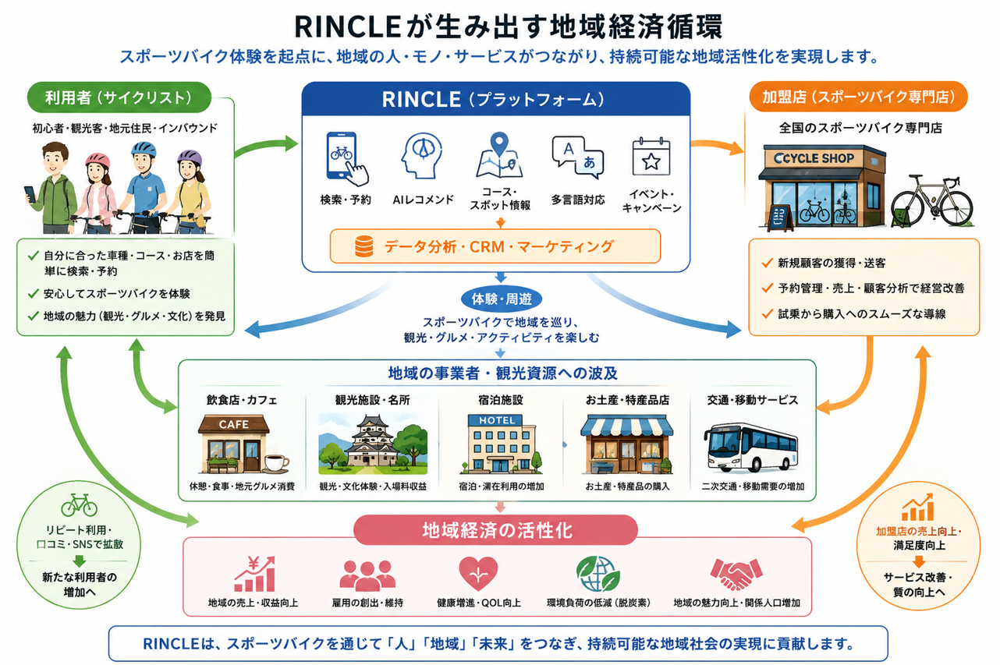 RINCLEが生み出す地域経済循環
スポーツバイク体験を起点に、地域の人・モノ・サービスがつながり、持続可能な地域活性化を実現します。
利用者（サイクリスト）
初心者・観光客・地元住民・インバウンド
自分に合った車種・コース・お店を簡
単に検索・予約
安心してスポーツバイクを体験
地域の魅力（観光・グルメ・文化）を発見
RINCLE（プラットフォーム）
検索・予約
AIレコメンド
コース・
スポット情報
A
あ
多言語対応
イベント・
キャンペーン
データ分析・CRM・マーケティング
加盟店（スポーツバイク専門店）
全国のスポーツバイク専門店
CCYCLE SHOP
新規顧客の獲得・送客
予約管理・売上・顧客分析で経営改善
試乗から購入へのスムーズな導線
体験・周遊
スポーツバイクで地域を巡り、
観光・グルメ・アクティビティを楽しむ
地域の事業者・観光資源への波及
飲食店・カフェ
CAFE
休憩・食事・地元グルメ消費
観光施設・名所
観光・文化体験・入場料収益
宿泊施設
HOTEL
宿泊・滞在利用の増加
お土産・特産品店
お土産・特産品の購入
交通・移動サービス
二次交通・移動需要の増加
リピート利用・
口コミ・SNSで拡散
新たな利用者の
増加へ
地域経済の活性化
¥
地域の売上・収益向上
雇用の創出・維持
健康増進・QOL向上
環境負荷の低減（脱炭素）
地域の魅力向上・関係人口増加
加盟店の売上向上・
満足度向上
サービス改善・
質の向上へ
RINCLEは、スポーツバイクを通じて「人」「地域」「未来」をつなぎ、持続可能な地域社会の実現に貢献します。